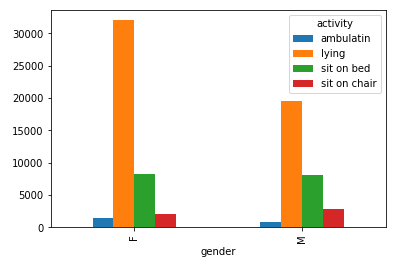 activity
ambulatin
lying
sit on bed
sit on chair
30000
25000
20000
15000
10000
5000
0
F
M
gender